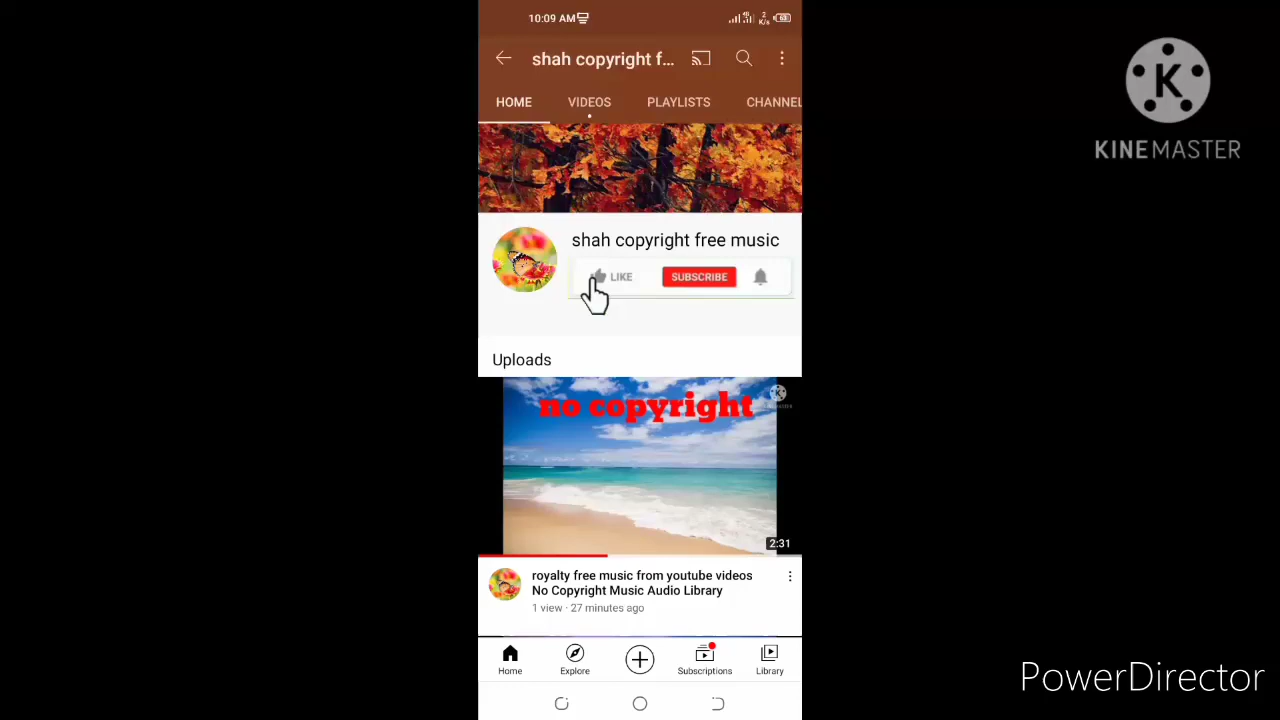 10:09 AM
shah copyright f...
HOME VIDEOS PLAYLISTS CHANNEL
shah copyright free music
LIKE SUBSCRIBE
Uploads
no copyright
2:31
royalty free music from youtube videos
No Copyright Music Audio Library
1 view · 27 minutes ago
Home Explore Subscriptions Library
K
KINEMASTER
PowerDirector